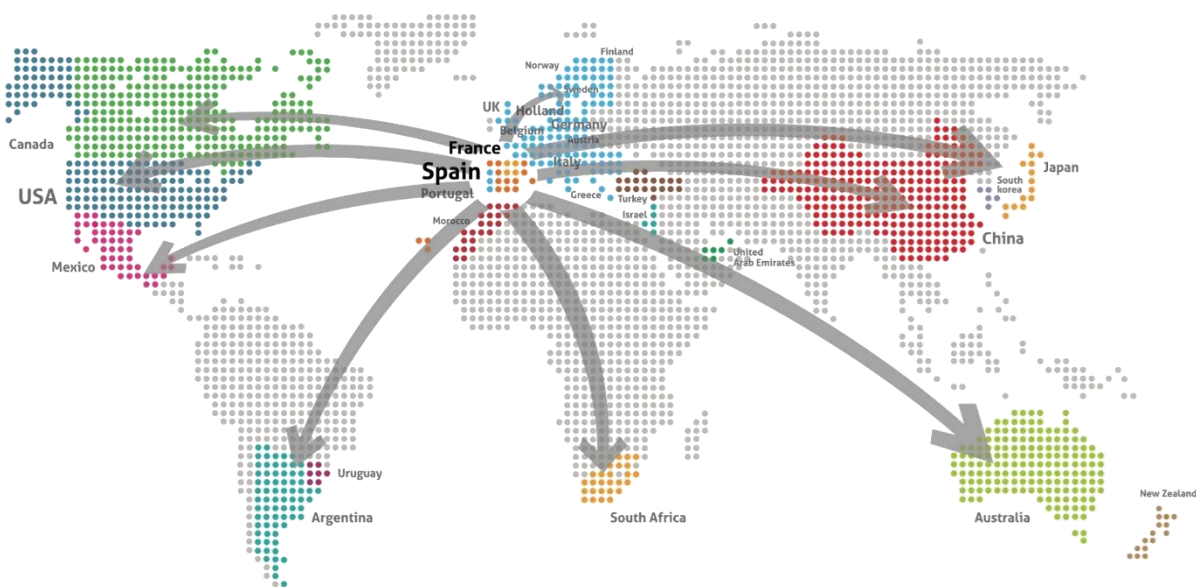 Finland
Norway
Sweden
UK
Holland
Belgium
Germany
Austria
Canada
France
Italy
Spain
Japan
South
korea
USA
Portugal
Greece
Turkey
Israel
Morocco
China
Mexico
United
Arab Emirates
Uruguay
Argentina
South Africa
Australia
New Zealand